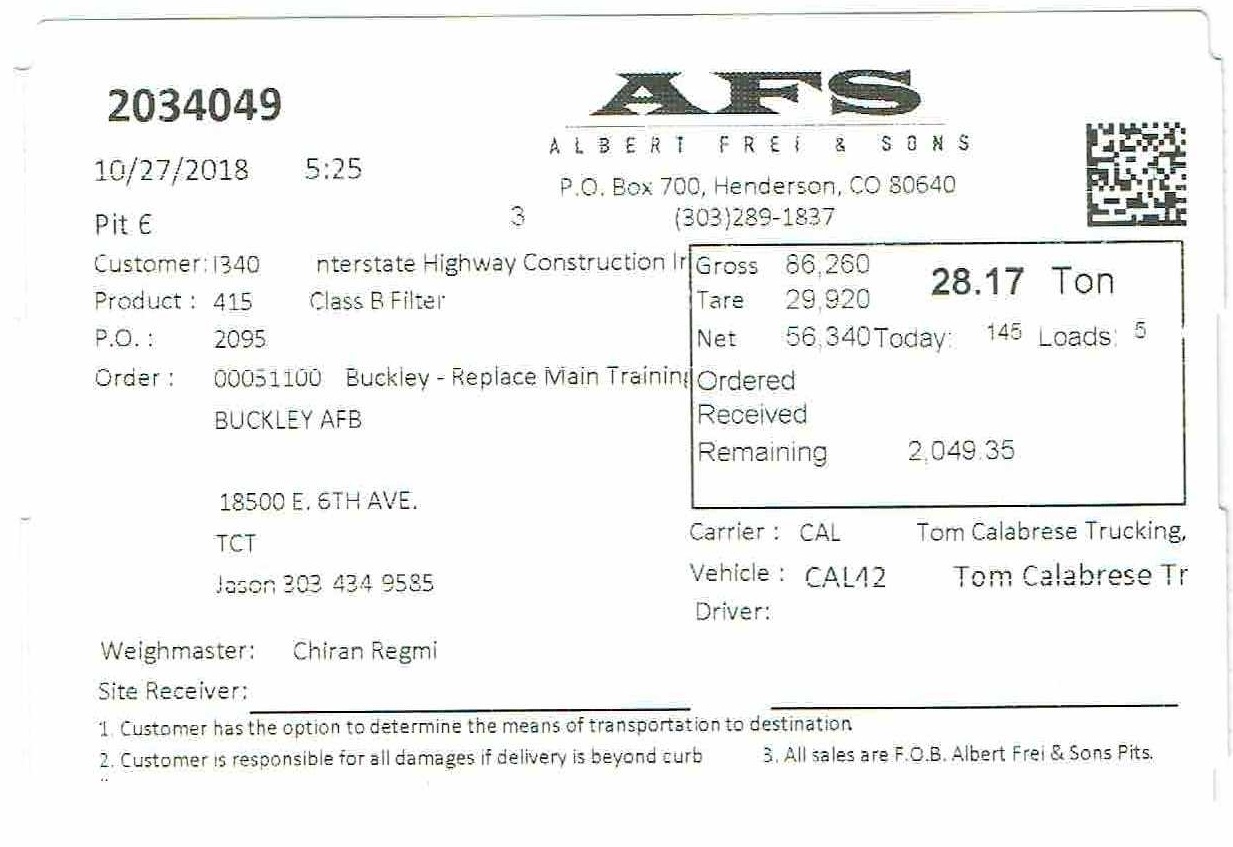 2034049
AFS
ALBERT FREI & SONS
10/27/2018 5:25
P.O. Box 700, Henderson, CO 80640
Pit € 3 (303)289-1837
Customer: I340 nterstate Highway Construction Ir
Product : 415 Class B Filter
P.O. : 2095
Order : 00051100 Buckley - Replace Main Training
BUCKLEY AFB
18500 E. 6TH AVE.
TCT
Jason 303 434 9585
Gross 86,260 28.17 Ton
Tare 29,920
Net 56,340 Today: 145 Loads: 5
Ordered
Received
Remaining 2,049.35
Carrier : CAL Tom Calabrese Trucking,
Vehicle : CAL12 Tom Calabrese Tr
Driver:
Weighmaster: Chiran Regmi
Site Receiver:
1. Customer has the option to determine the means of transportation to destination
2. Customer is responsible for all damages if delivery is beyond curb 3. All sales are F.O.B. Albert Frei & Sons Pits.